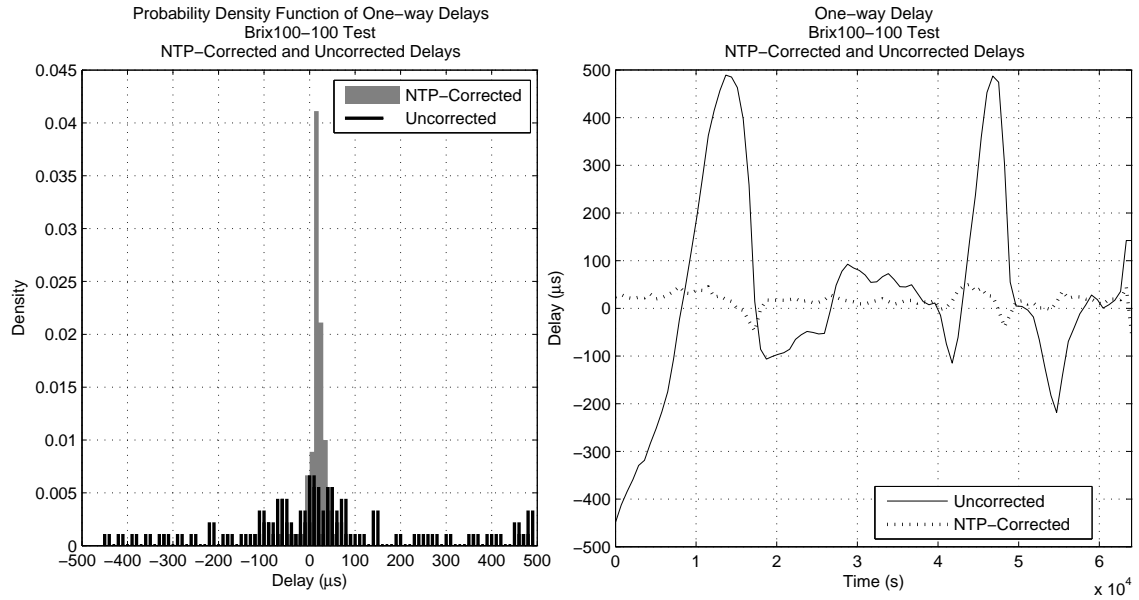 Probability Density Function of One−way Delays
Brix100−100 Test
NTP−Corrected and Uncorrected Delays
0.045
0.04
0.035
0.03
0.025
0.02
0.015
0.01
0.005
0
Density
NTP−Corrected
Uncorrected
−500 −400 −300 −200 −100 0 100 200 300 400 500
Delay (μs)
One−way Delay
Brix100−100 Test
NTP−Corrected and Uncorrected Delays
500
400
300
200
100
0
−100
−200
−300
−400
−500
Delay (μs)
Uncorrected
NTP−Corrected
0 1 2 3 4 5 6
Time (s)
x 10⁴